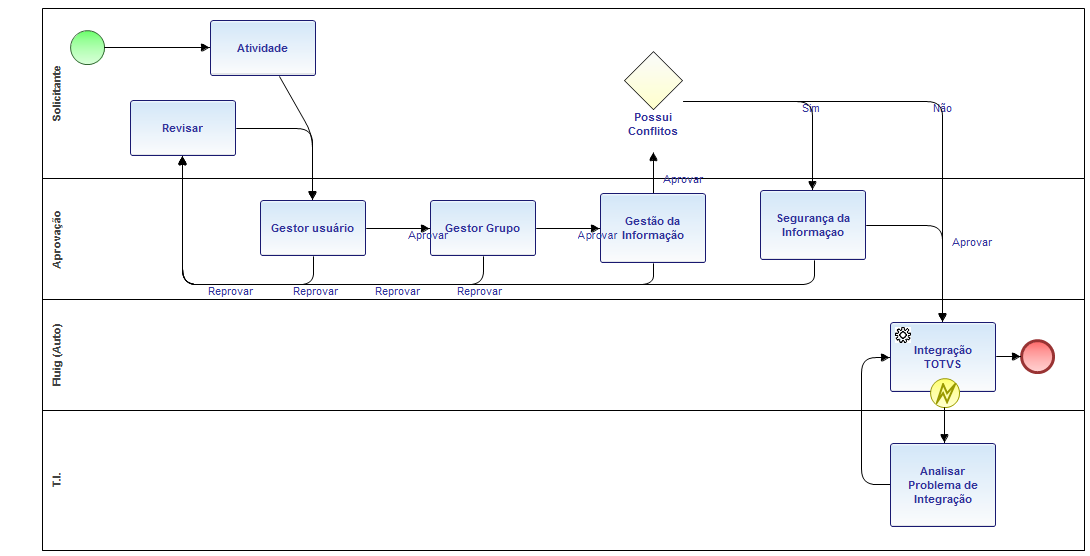 Solicitante
Atividade
Revisar
Possui
Conflitos
Sim
Não
Aprovar
Aprovação
Gestor usuário
Aprovar
Gestor Grupo
Aprovar
Gestão da
Informação
Segurança da
Informaçao
Aprovar
Reprovar
Reprovar
Reprovar
Reprovar
Fluig (Auto)
Integração
TOTVS
T.I.
Analisar
Problema de
Integração